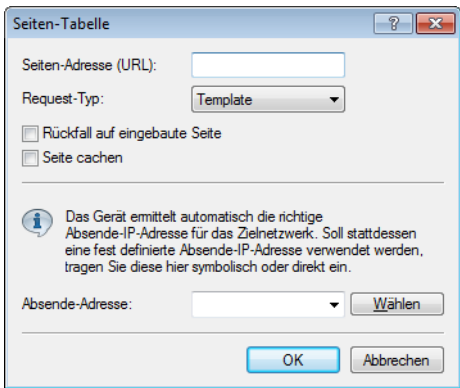 Seiten-Tabelle
Seiten-Adresse (URL):
Request-Typ: Template
Rückfall auf eingebaute Seite
Seite cachen
Das Gerät ermittelt automatisch die richtige
Absende-IP-Adresse für das Zielnetzwerk. Soll stattdessen
eine fest definierte Absende-IP-Adresse verwendet werden,
tragen Sie diese hier symbolisch oder direkt ein.
Absende-Adresse: Wählen
OK Abbrechen